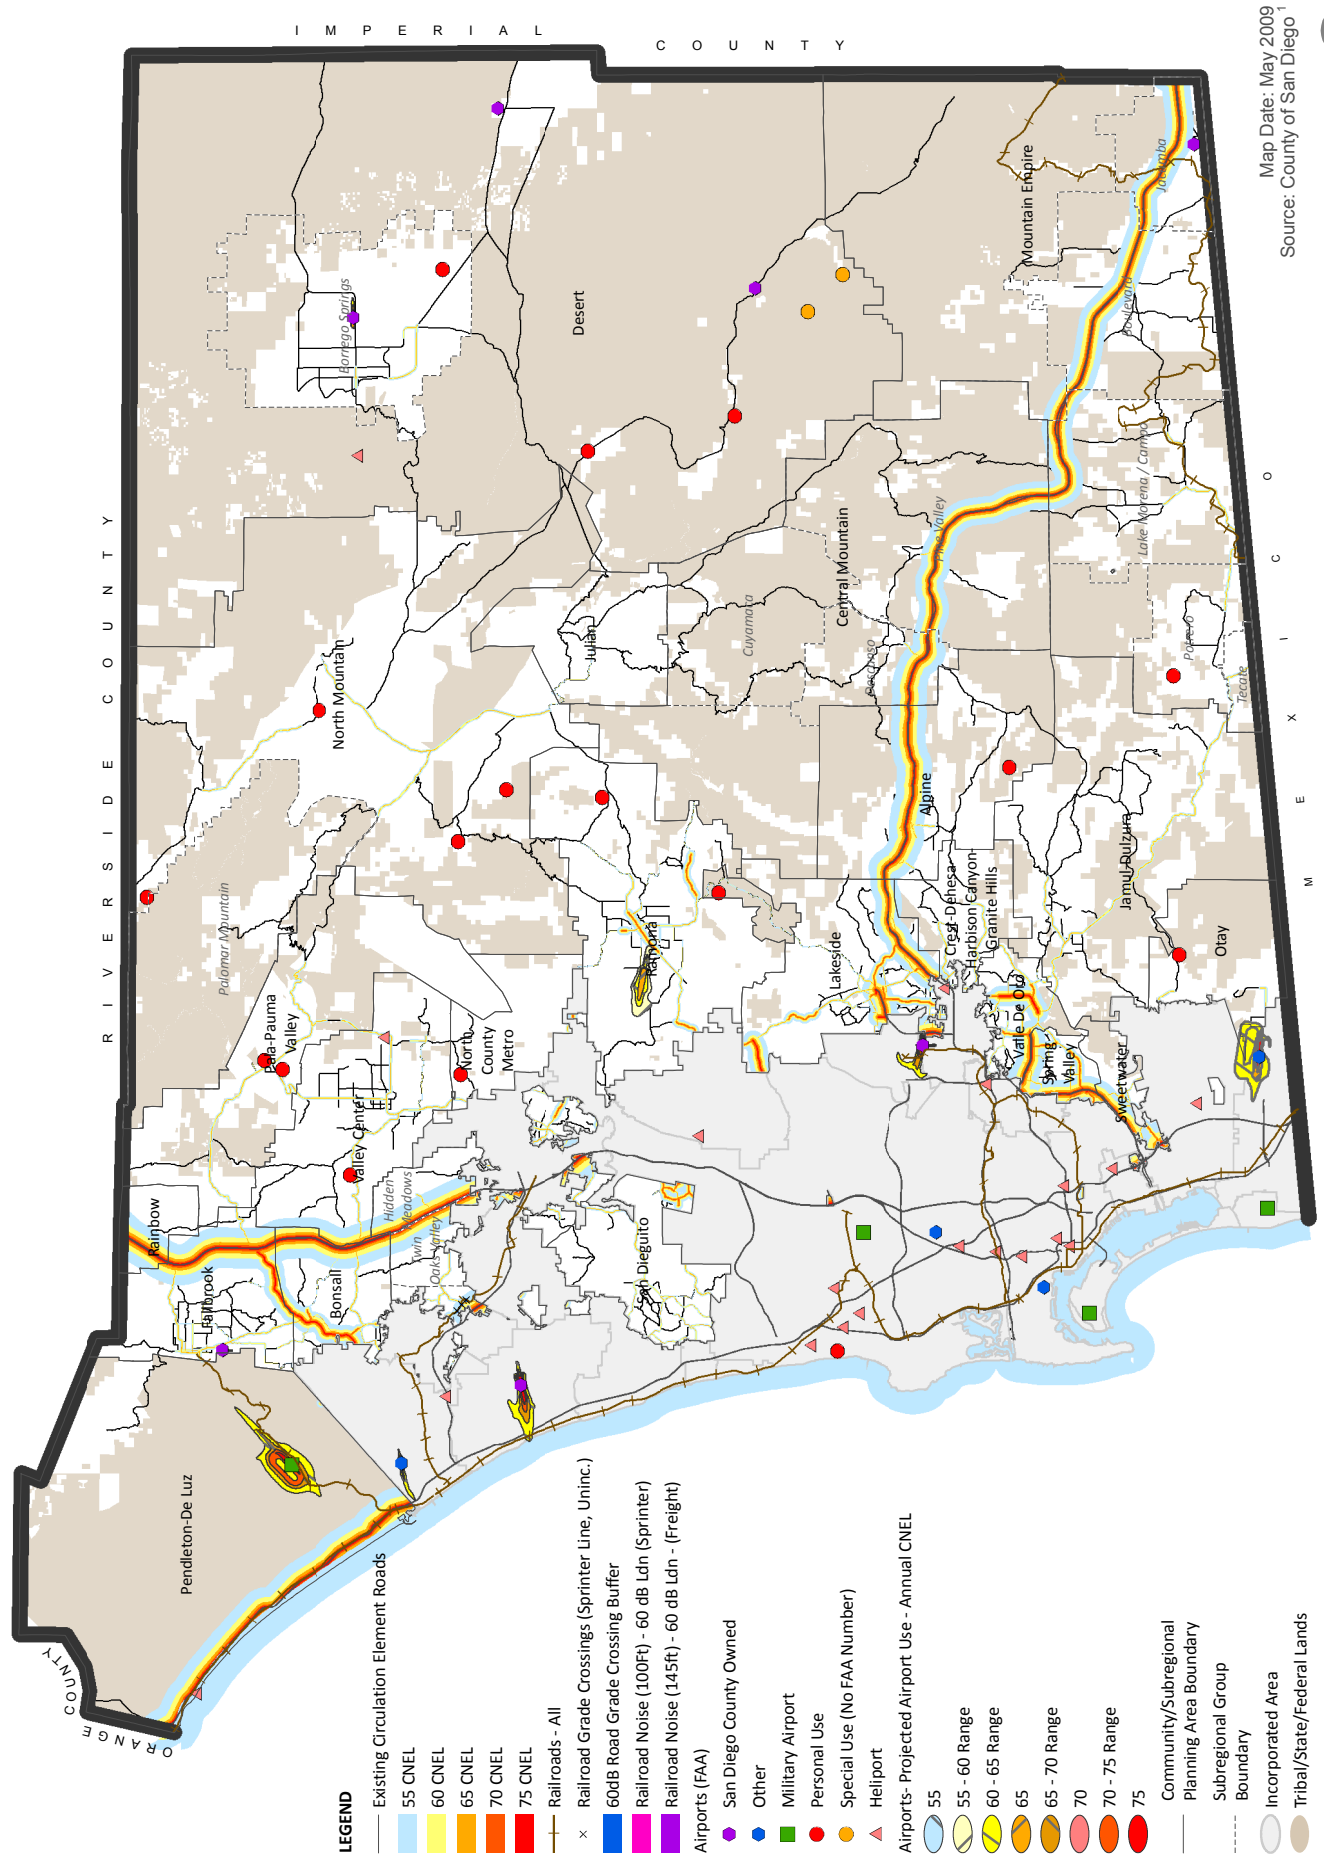 RIVERSIDE COUNTY
IMPERIAL
COUNTY
ORANGE
COUNTY
MEXICO
Pendleton-De Luz
Rainbow
Fallbrook
Bonsall
Pala-Pauma
Valley
Valley Center
Hidden
Meadows
Twin
Oaks Valley
North
County
Metro
San Dieguito
Palomar Mountain
North Mountain
Borrego Springs
Desert
Julian
Ramona
Cuyamaca
Central Mountain
Descanso
Pine Valley
Alpine
Lakeside
Crest-Dehesa
Harbison Canyon
Granite Hills
Valle De Oro
Spring
Valley
Sweetwater
Jamul-Dulzura
Otay
Mountain Empire
Jacumba
Boulevard
Lake Morena / Campo
Potrero
Tecate
Map Date: May 2009
Source: County of San Diego 1
LEGEND
Existing Circulation Element Roads
55 CNEL
60 CNEL
65 CNEL
70 CNEL
75 CNEL
Railroads - All
Railroad Grade Crossings (Sprinter Line, Uninc.)
60dB Road Grade Crossing Buffer
Railroad Noise (100Ft) - 60 dB Ldn (Sprinter)
Railroad Noise (145ft) - 60 dB Ldn - (Freight)
Airports (FAA)
San Diego County Owned
Other
Military Airport
Personal Use
Special Use (No FAA Number)
Heliport
Airports- Projected Airport Use - Annual CNEL
55
55 - 60 Range
60 - 65 Range
65
65 - 70 Range
70
70 - 75 Range
75
Community/Subregional
Planning Area Boundary
Subregional Group
Boundary
Incorporated Area
Tribal/State/Federal Lands